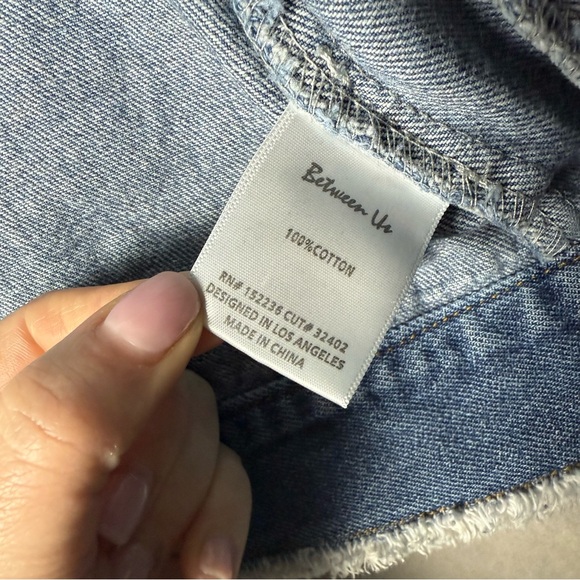 Between Us
100%COTTON
RN# 152236 CUT# 32402
DESIGNED IN LOS ANGELES
MADE IN CHINA